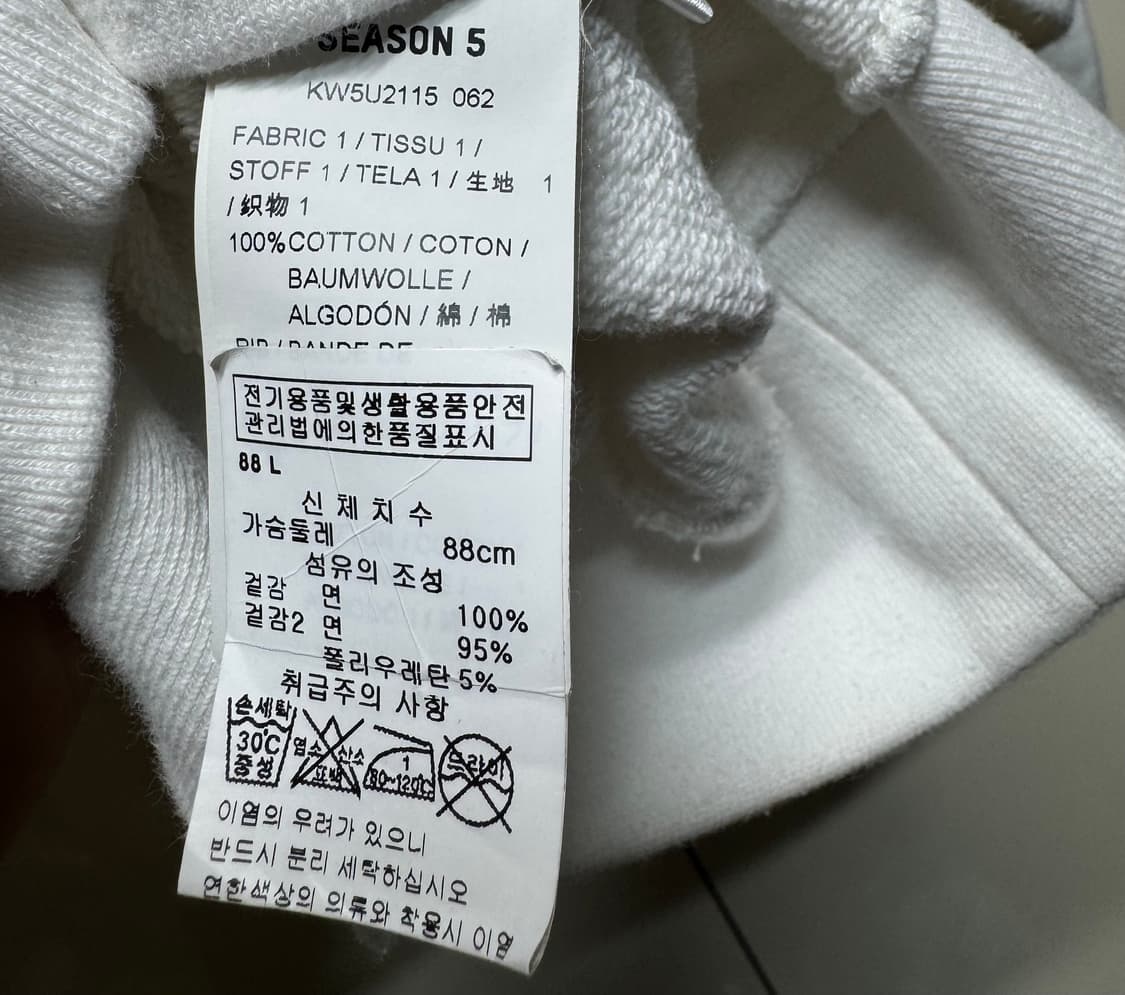 SEASON 5
KW5U2115 062
FABRIC 1 / TISSU 1 /
STOFF 1 / TELA 1 / 生地 1
/ 织物 1
100%COTTON / COTON /
BAUMWOLLE /
ALGODÓN / 綿 / 棉
RIB / BANDE DE
전기용품및생활용품안전
관리법에의한품질표시
88 L
신 체 치 수
가슴둘레 88cm
섬유의 조성
겉감 면 100%
겉감2 면 95%
폴리우레탄 5%
취급주의 사항
손세탁
30℃
중성
염소 산소
표백
1
80~120℃
드라이
이염의 우려가 있으니
반드시 분리 세탁하십시오
연한색상의 의류와 착용시 이염